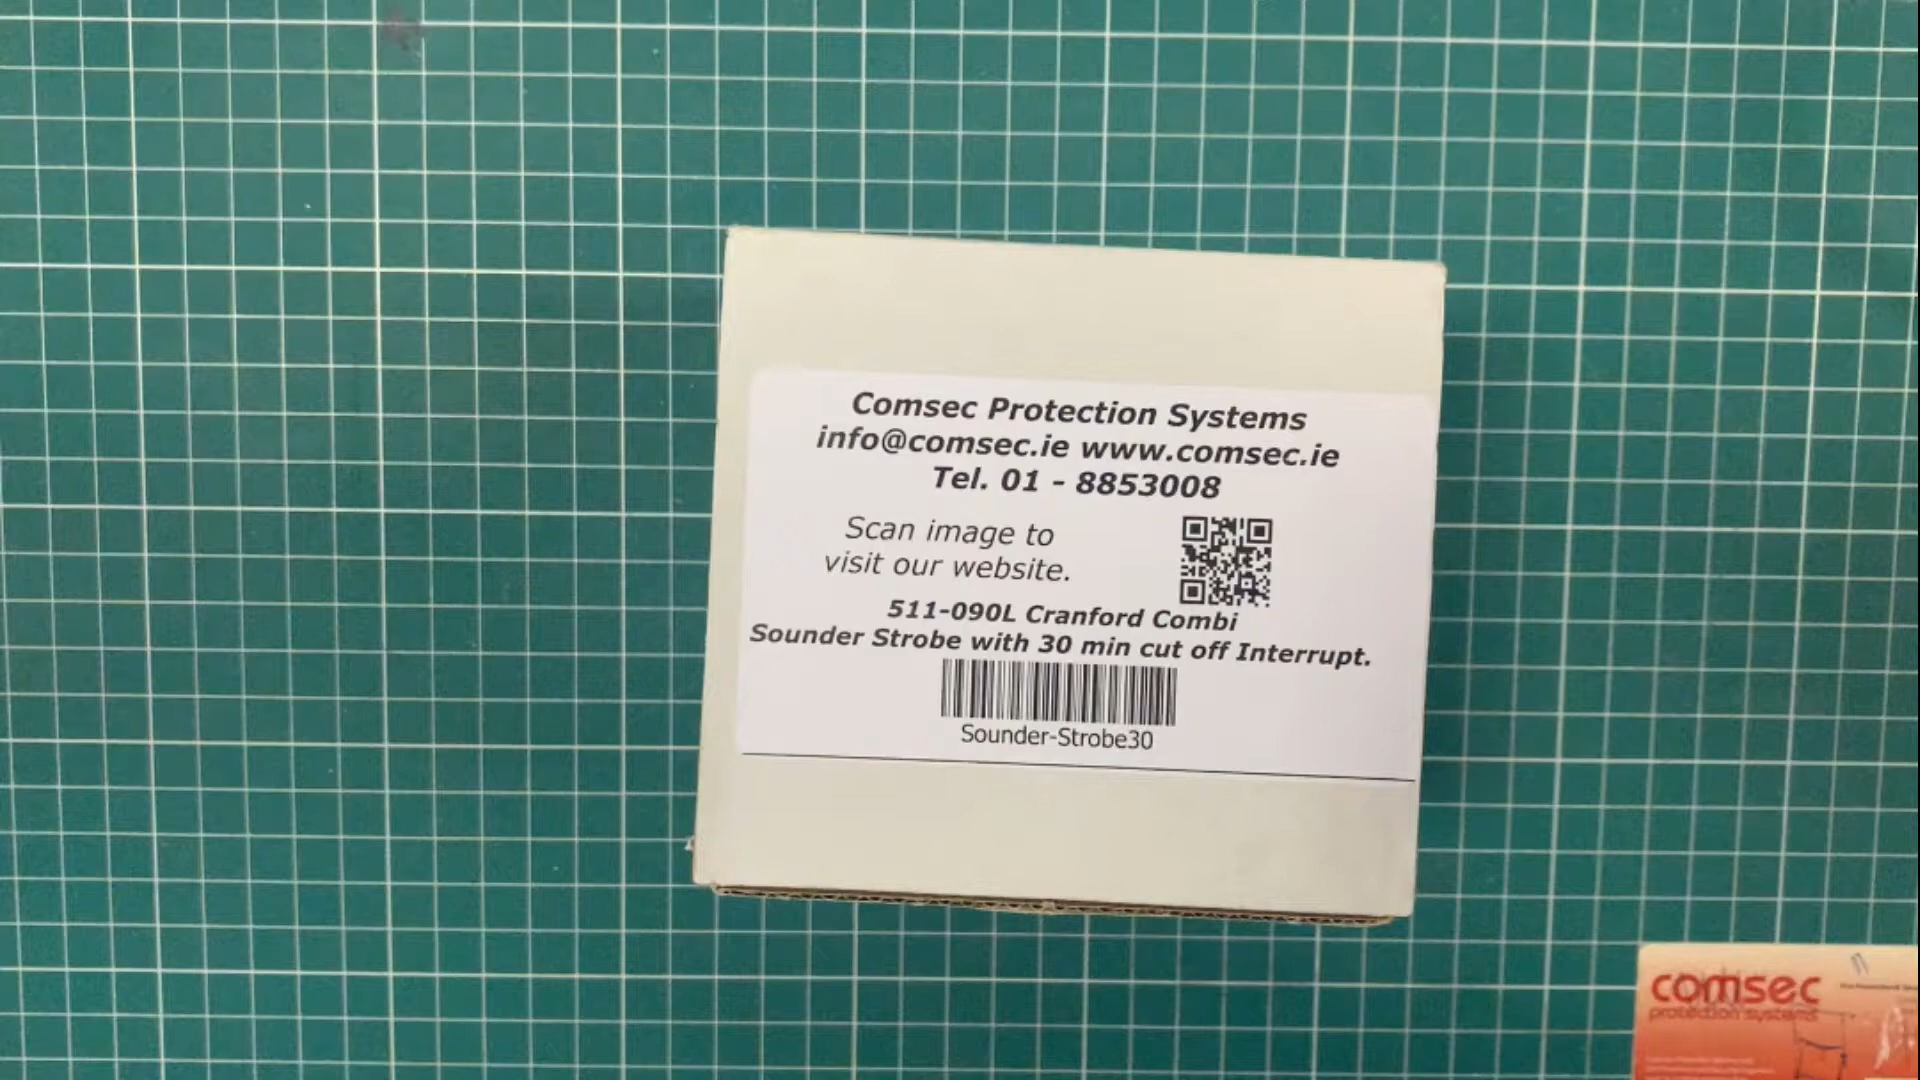 Comsec Protection Systems
info@comsec.ie www.comsec.ie
Tel. 01 - 8853008
Scan image to
visit our website.
511-090L Cranford Combi
Sounder Strobe with 30 min cut off Interrupt.
Sounder-Strobe30
comsec
protection systems